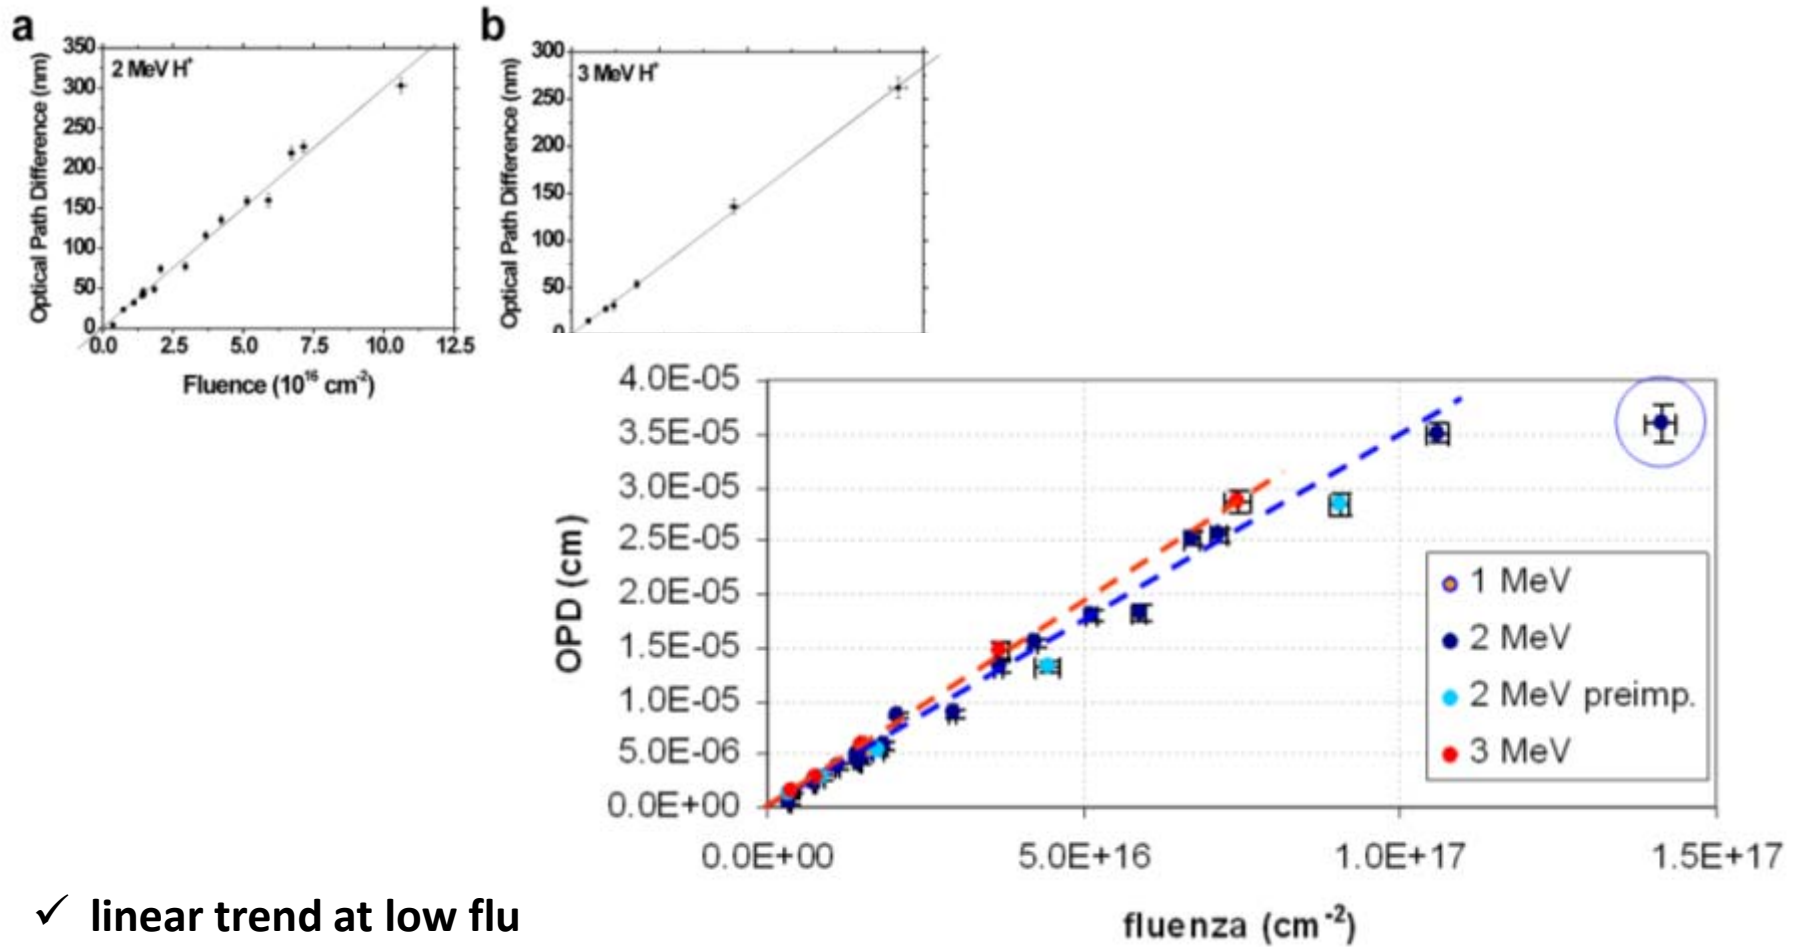 a
2 MeV H⁺
Optical Path Difference (nm)
350
300
250
200
150
100
50
0
0.0 2.5 5.0 7.5 10.0 12.5
Fluence (10¹⁶ cm⁻²)
b
3 MeV H⁺
Optical Path Difference (nm)
300
250
200
150
100
50
0
OPD (cm)
4.0E-05
3.5E-05
3.0E-05
2.5E-05
2.0E-05
1.5E-05
1.0E-05
5.0E-06
0.0E+00
0.0E+00 5.0E+16 1.0E+17 1.5E+17
fluenza (cm⁻²)
1 MeV
2 MeV
2 MeV preimp.
3 MeV
✓ linear trend at low flu